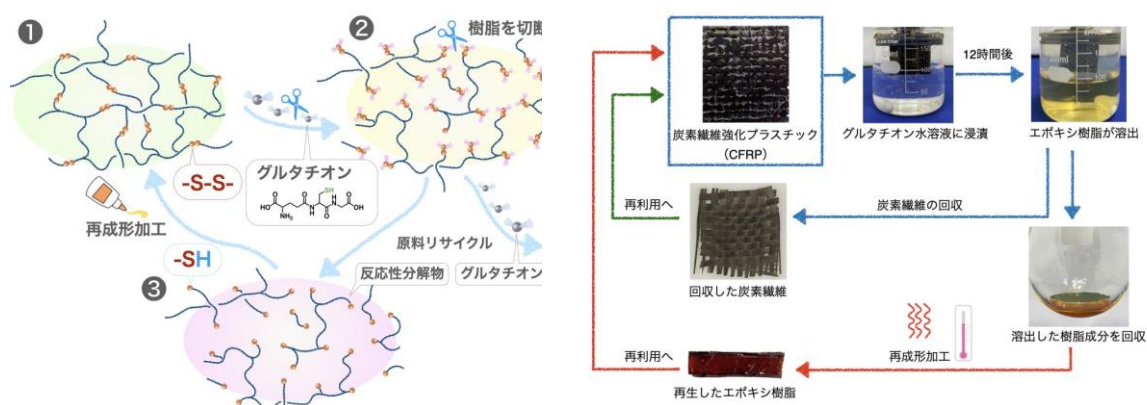 ❶
❷
樹脂を切断
グルタチオン
SH
HO₂C
NH₂
O
H
N
O
N
H
CO₂H
-S-S-
再成形加工
-SH
❸
原料リサイクル
反応性分解物
グルタチオン
炭素繊維強化プラスチック
（CFRP）
グルタチオン水溶液に浸漬
12時間後
エポキシ樹脂が溶出
再利用へ
炭素繊維の回収
回収した炭素繊維
溶出した樹脂成分を回収
再成形加工
再利用へ
再生したエポキシ樹脂